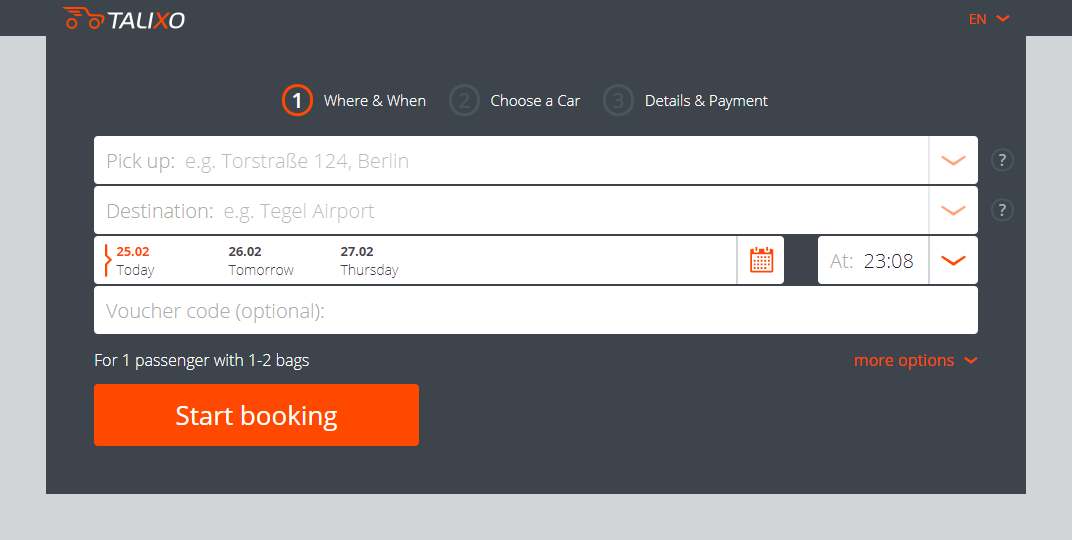 TALIXO
EN
1 Where & When 2 Choose a Car 3 Details & Payment
Pick up: e.g. Torstraße 124, Berlin
?
Destination: e.g. Tegel Airport
?
25.02 26.02 27.02
Today Tomorrow Thursday
At: 23:08
Voucher code (optional):
For 1 passenger with 1-2 bags
more options
Start booking